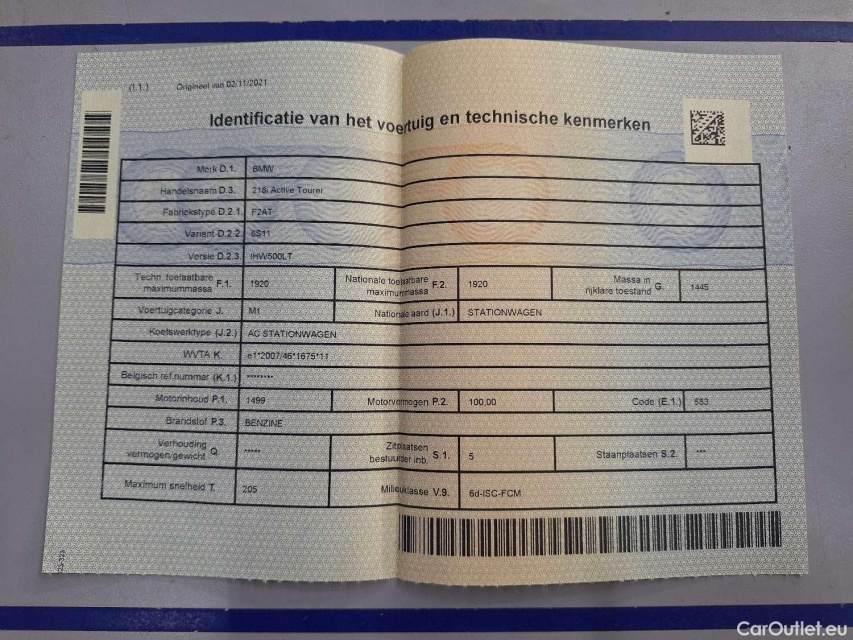 (I.1.) Origineel van 02/11/2021
Identificatie van het voertuig en technische kenmerken
Merk D.1. BMW
Handelsnaam D.3. 218i Active Tourer
Fabriekstype D.2.1. F2AT
Variant D.2.2. 6S11
Versie D.2.3. IHW500LT
Techn. toelaatbare maximummassa F.1. 1920 Nationale toelaatbare maximummassa F.2. 1920 Massa in rijklare toestand G. 1445
Voertuigcategorie J. M1 Nationale aard (J.1.) STATIONWAGEN
Koetswerktype (J.2.) AC STATIONWAGEN
WVTA K. e1*2007/46*1675*11
Belgisch ref.nummer (K.1.) ********
Motorinhoud P.1. 1499 Motorvermogen P.2. 100,00 Code (E.1.) 583
Brandstof P.3. BENZINE
Verhouding vermogen/gewicht Q. ***** Zitplaatsen bestuurder inb. S.1. 5 Staanplaatsen S.2. ***
Maximum snelheid T. 205 Milieuklasse V.9. 6d-ISC-FCM
CarOutlet.eu